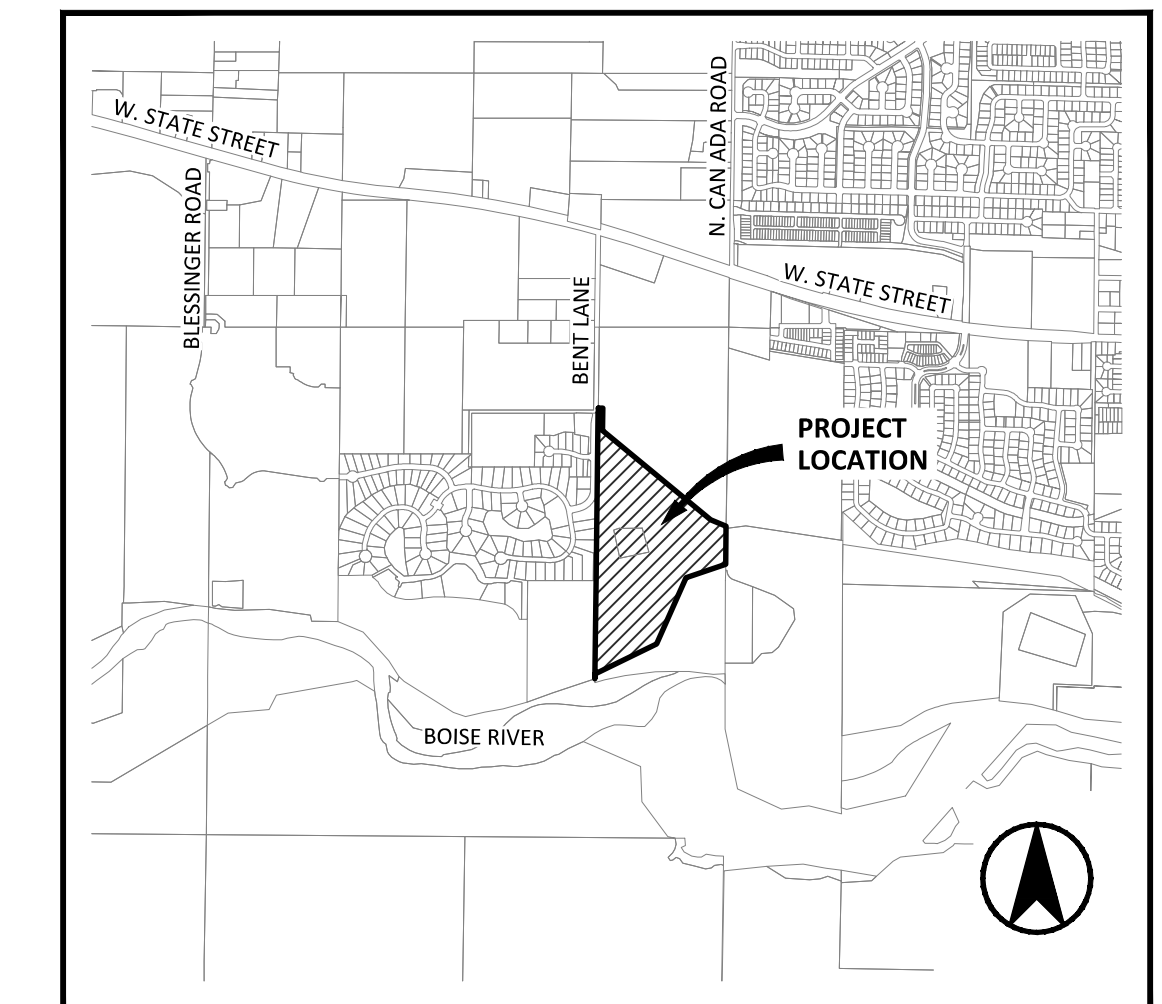 W. STATE STREET
N. CAN ADA ROAD
BLESSINGER ROAD
W. STATE STREET
BENT LANE
PROJECT
LOCATION
BOISE RIVER